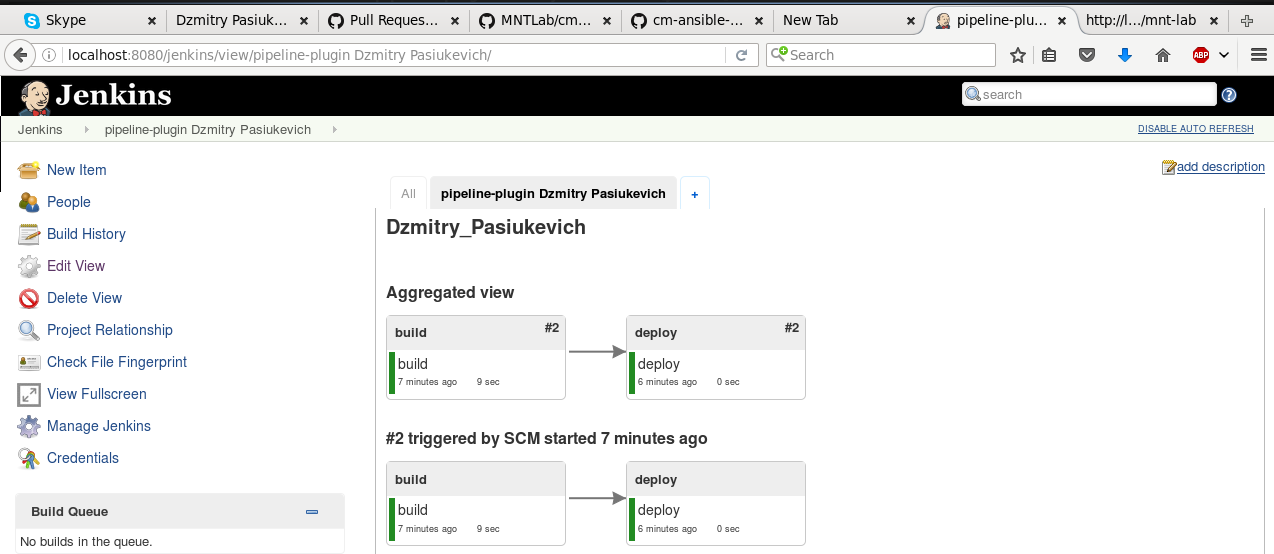 Skype
Dzmitry Pasiuk...
Pull Reques...
MNTLab/cm...
cm-ansible-...
New Tab
pipeline-plu...
http://l.../mnt-lab
localhost:8080/jenkins/view/pipeline-plugin Dzmitry Pasiukevich/
Search
ABP
Jenkins
search
?
Jenkins
pipeline-plugin Dzmitry Pasiukevich
DISABLE AUTO REFRESH
New Item
People
Build History
Edit View
Delete View
Project Relationship
Check File Fingerprint
View Fullscreen
Manage Jenkins
Credentials
Build Queue
No builds in the queue.
add description
All
pipeline-plugin Dzmitry Pasiukevich
+
Dzmitry_Pasiukevich
Aggregated view
build #2
build
7 minutes ago 9 sec
deploy #2
deploy
6 minutes ago 0 sec
#2 triggered by SCM started 7 minutes ago
build
build
7 minutes ago 9 sec
deploy
deploy
6 minutes ago 0 sec